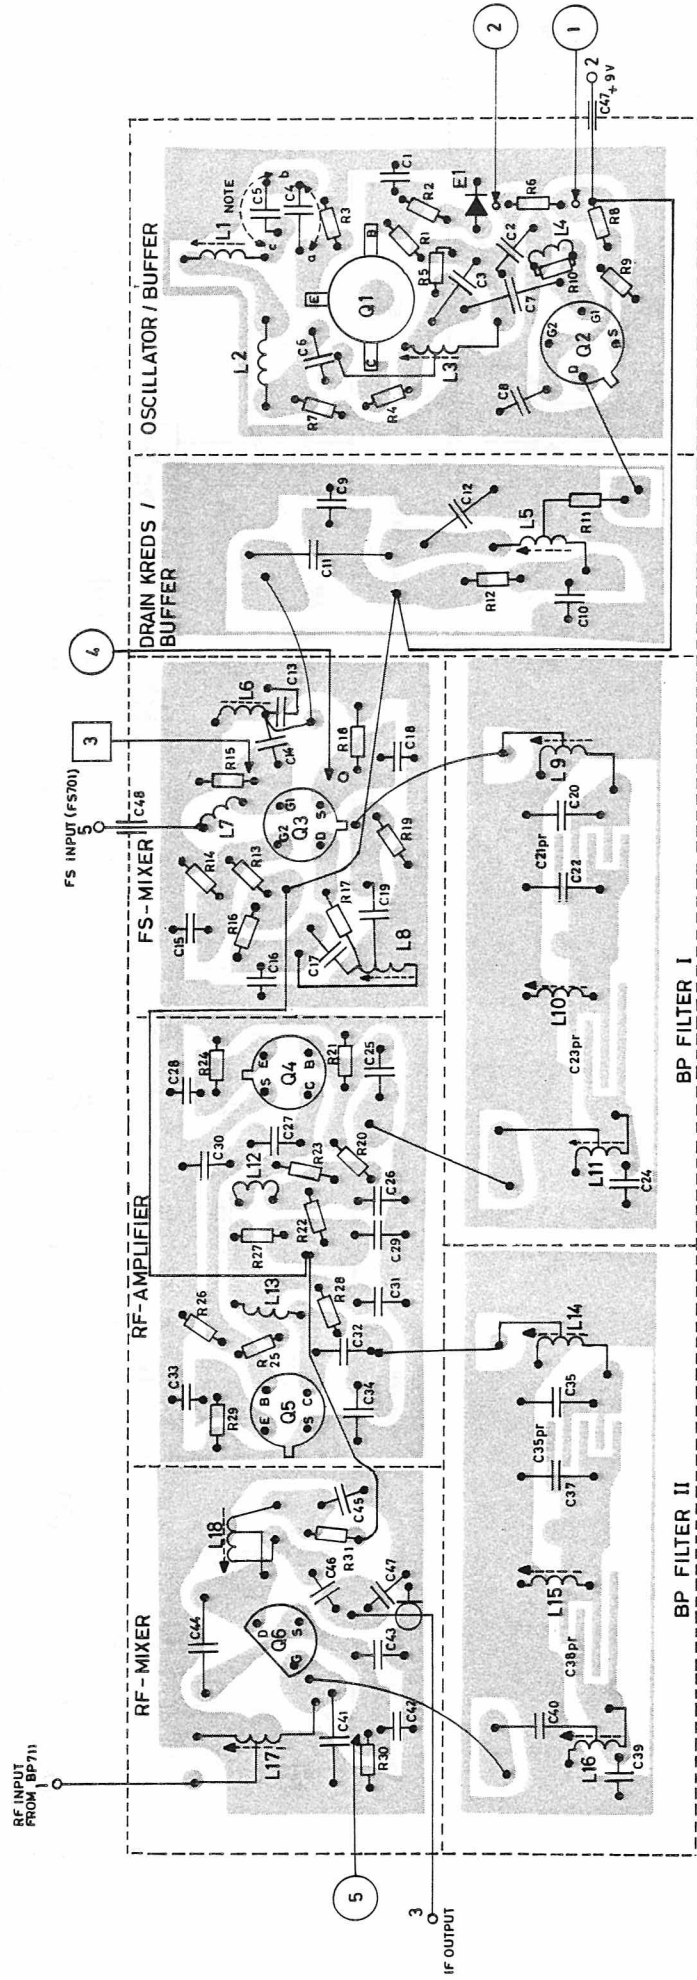 RF INPUT
FROM BP711
1
3
IF OUTPUT
5
RF-MIXER
L17
C44
L18
Q6
D
S
G
C41
R30
C42
C43
C46
C47
R31
C45
RF-AMPLIFIER
C33
R29
R26
R
25
L13
Q5
E
B
S
C
C34
C32
R28
C31
R27
L12
C30
C28
R24
C27
R22
R23
C29
C26
R20
Q4
S
E
C
B
R21
C25
FS INPUT (FS701)
5
C48
3
4
FS-MIXER
C15
R14
R13
R16
C16
C17
R17
L8
C19
L7
R15
L6
C13
C14
Q3
G2
G1
D
S
R18
C18
R19
DRAIN KREDS /
BUFFER
C11
C9
C12
L5
R12
C10
R11
OSCILLATOR / BUFFER
L2
L1
NOTE
C5
C4
a
b
c
R3
R7
C6
R4
Q1
E
B
C
C1
R1
R2
R5
C3
L3
E1
C2
C7
R6
L4
R10
R8
R9
C8
Q2
G2
G1
D
S
2
1
C47
2
+ 9V
BP FILTER II
L16
C39
C40
C38pr
L15
C37
C35pr
C35
L14
BP FILTER I
L11
C24
C23pr
L10
C22
C21pr
C20
L9